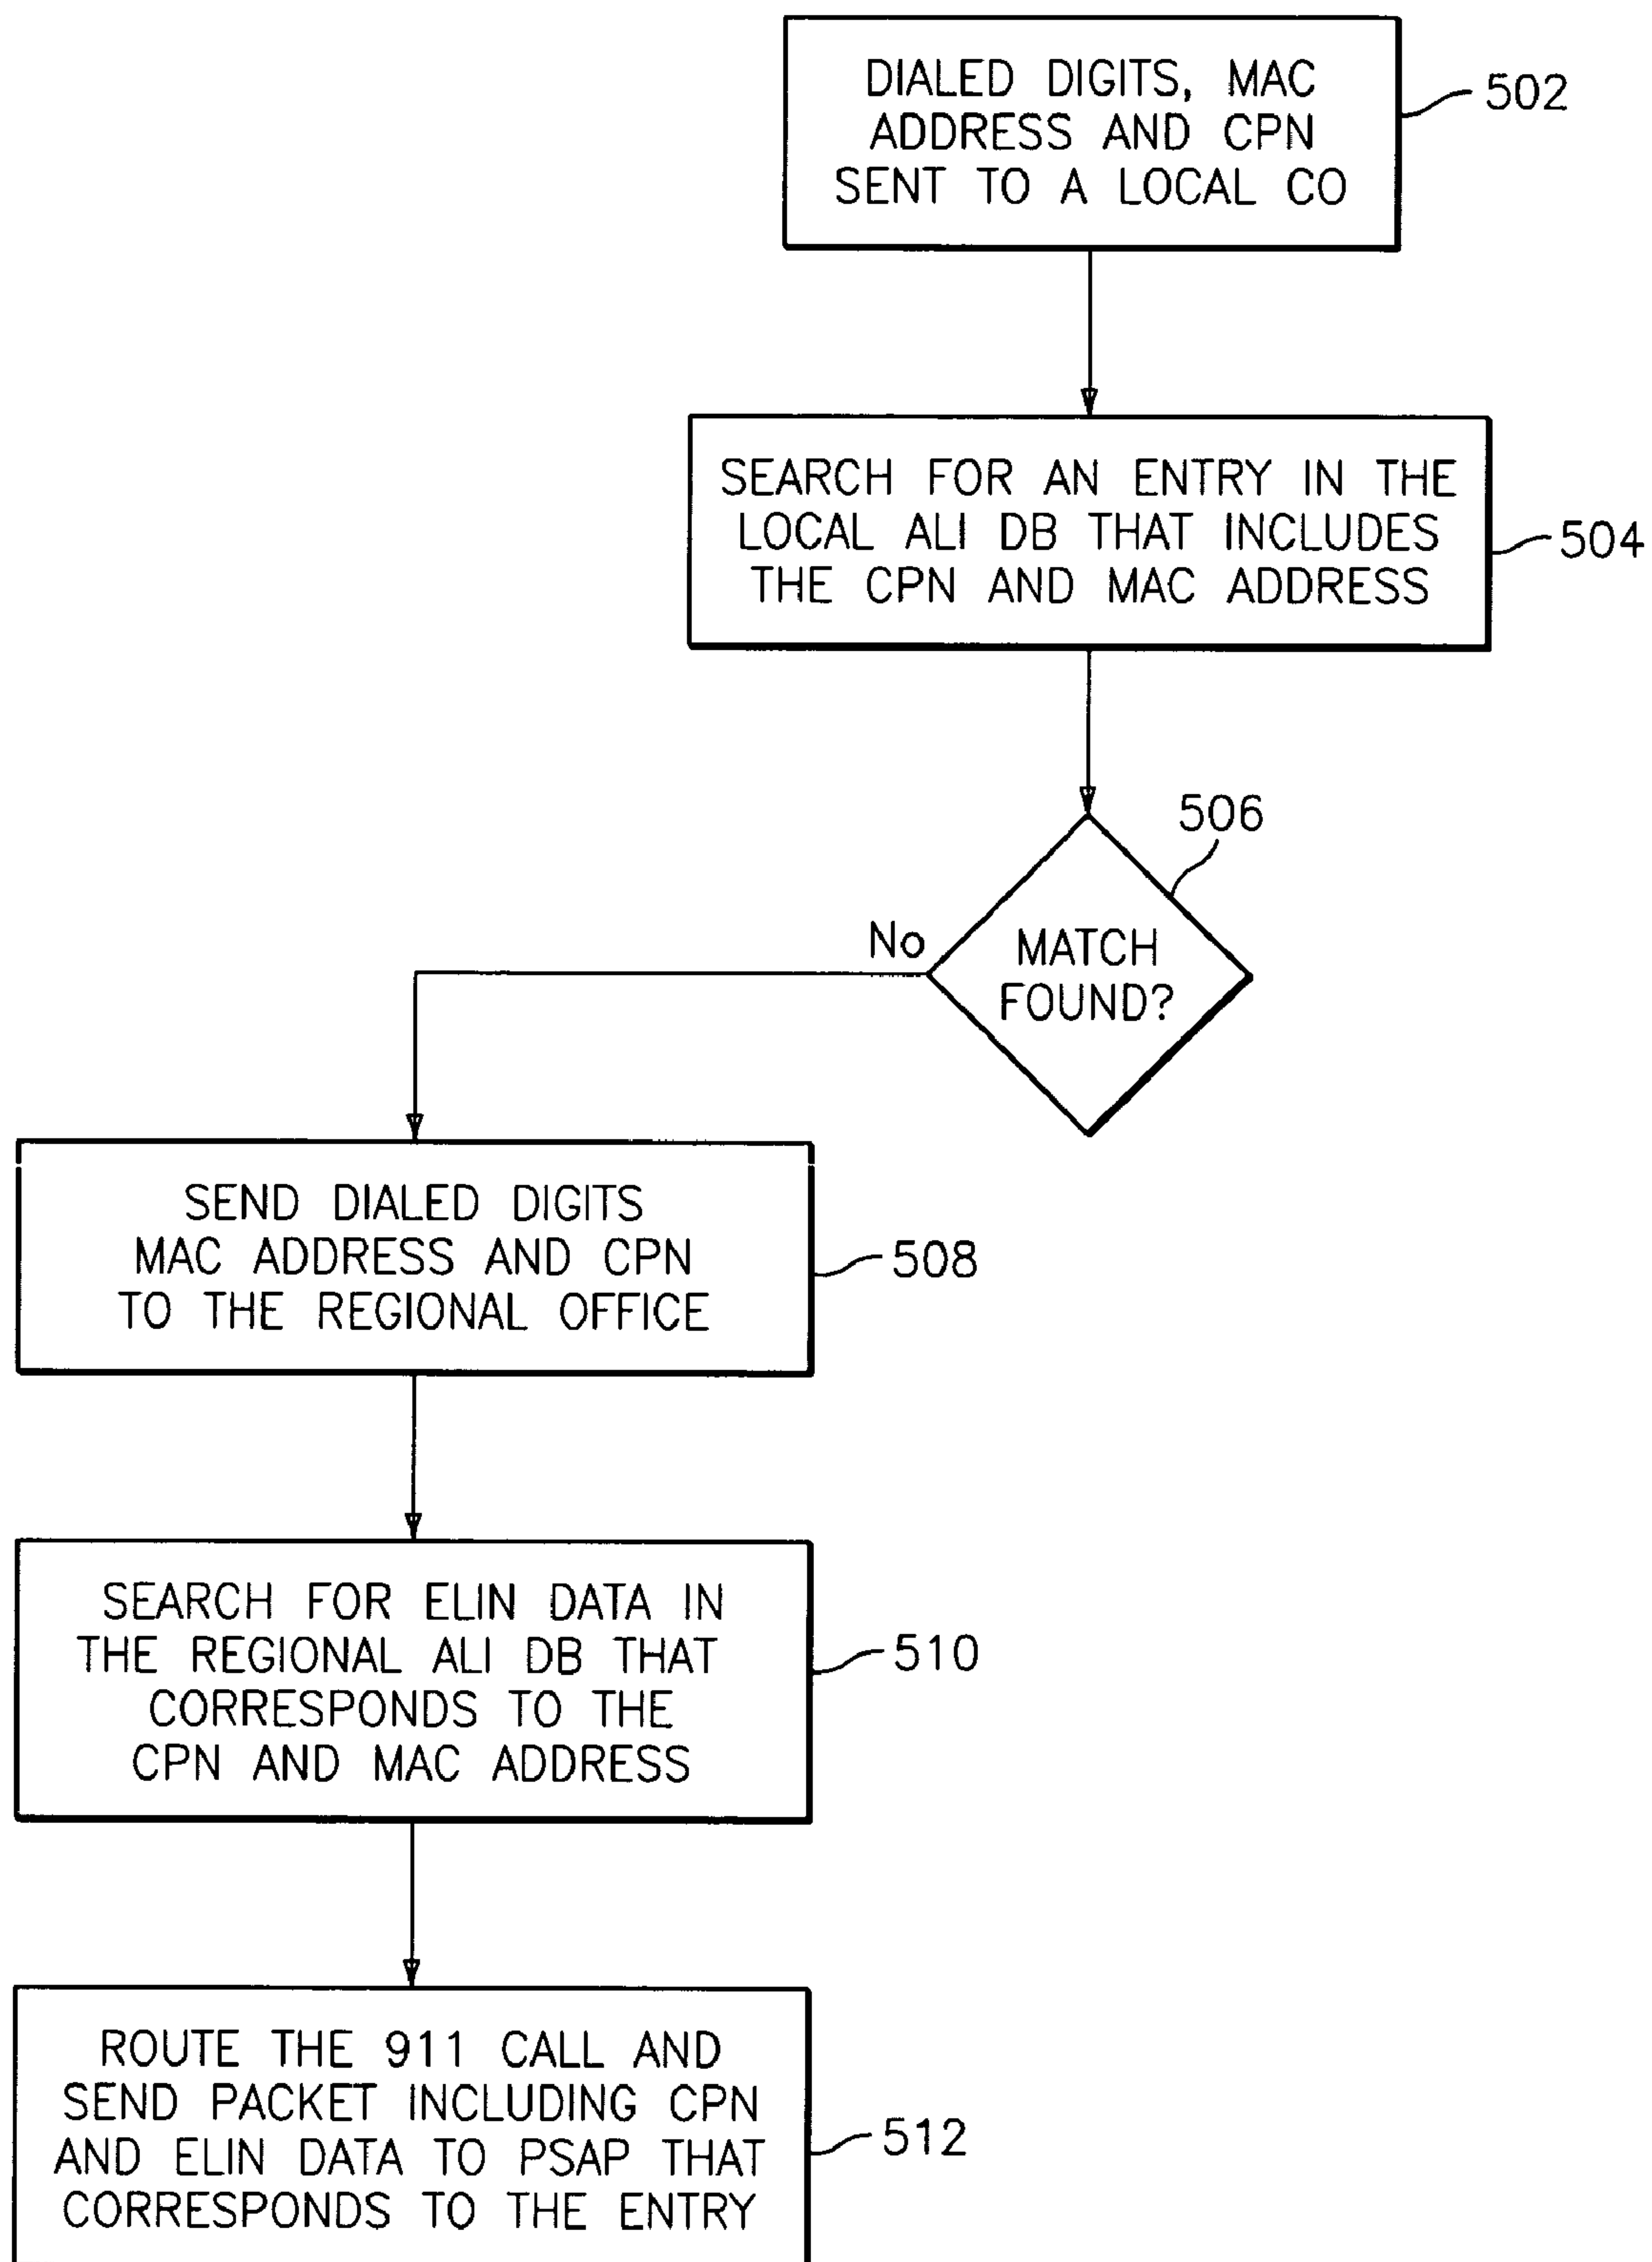 DIALED DIGITS, MAC
ADDRESS AND CPN
SENT TO A LOCAL CO
502
SEARCH FOR AN ENTRY IN THE
LOCAL ALI DB THAT INCLUDES
THE CPN AND MAC ADDRESS
504
506
No
MATCH
FOUND?
SEND DIALED DIGITS
MAC ADDRESS AND CPN
TO THE REGIONAL OFFICE
508
SEARCH FOR ELIN DATA IN
THE REGIONAL ALI DB THAT
CORRESPONDS TO THE
CPN AND MAC ADDRESS
510
ROUTE THE 911 CALL AND
SEND PACKET INCLUDING CPN
AND ELIN DATA TO PSAP THAT
CORRESPONDS TO THE ENTRY
512